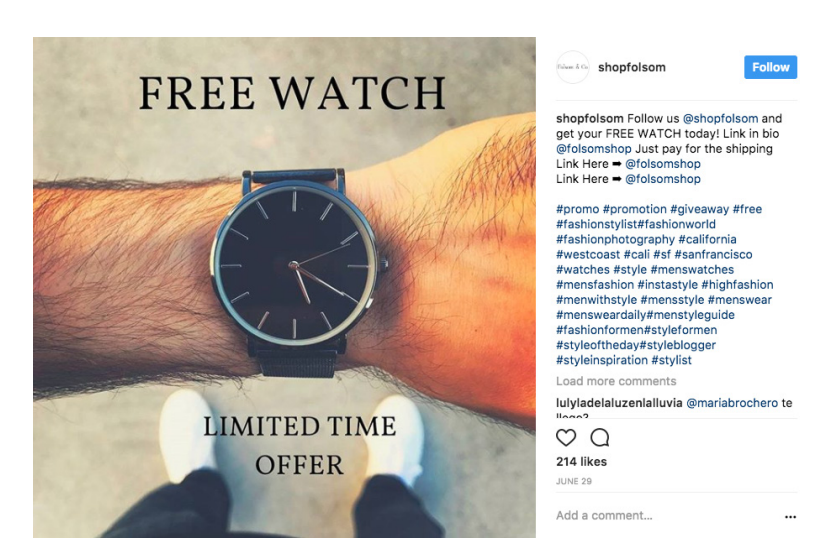 FREE WATCH
LIMITED TIME
OFFER
shopfolsom
Follow
shopfolsom Follow us @shopfolsom and
get your FREE WATCH today! Link in bio
@folsomshop Just pay for the shipping
Link Here ➡ @folsomshop
Link Here ➡ @folsomshop
#promo #promotion #giveaway #free
#fashionstylist#fashionworld
#fashionphotography #california
#westcoast #cali #sf #sanfrancisco
#watches #style #menswatches
#mensfashion #instastyle #highfashion
#menwithstyle #mensstyle #menswear
#mensweardaily#menstyleguide
#fashionformen#styleformen
#styleoftheday#styleblogger
#styleinspiration #stylist
Load more comments
lulyladelaluzenlalluvia @mariabrochero te
214 likes
JUNE 29
Add a comment...